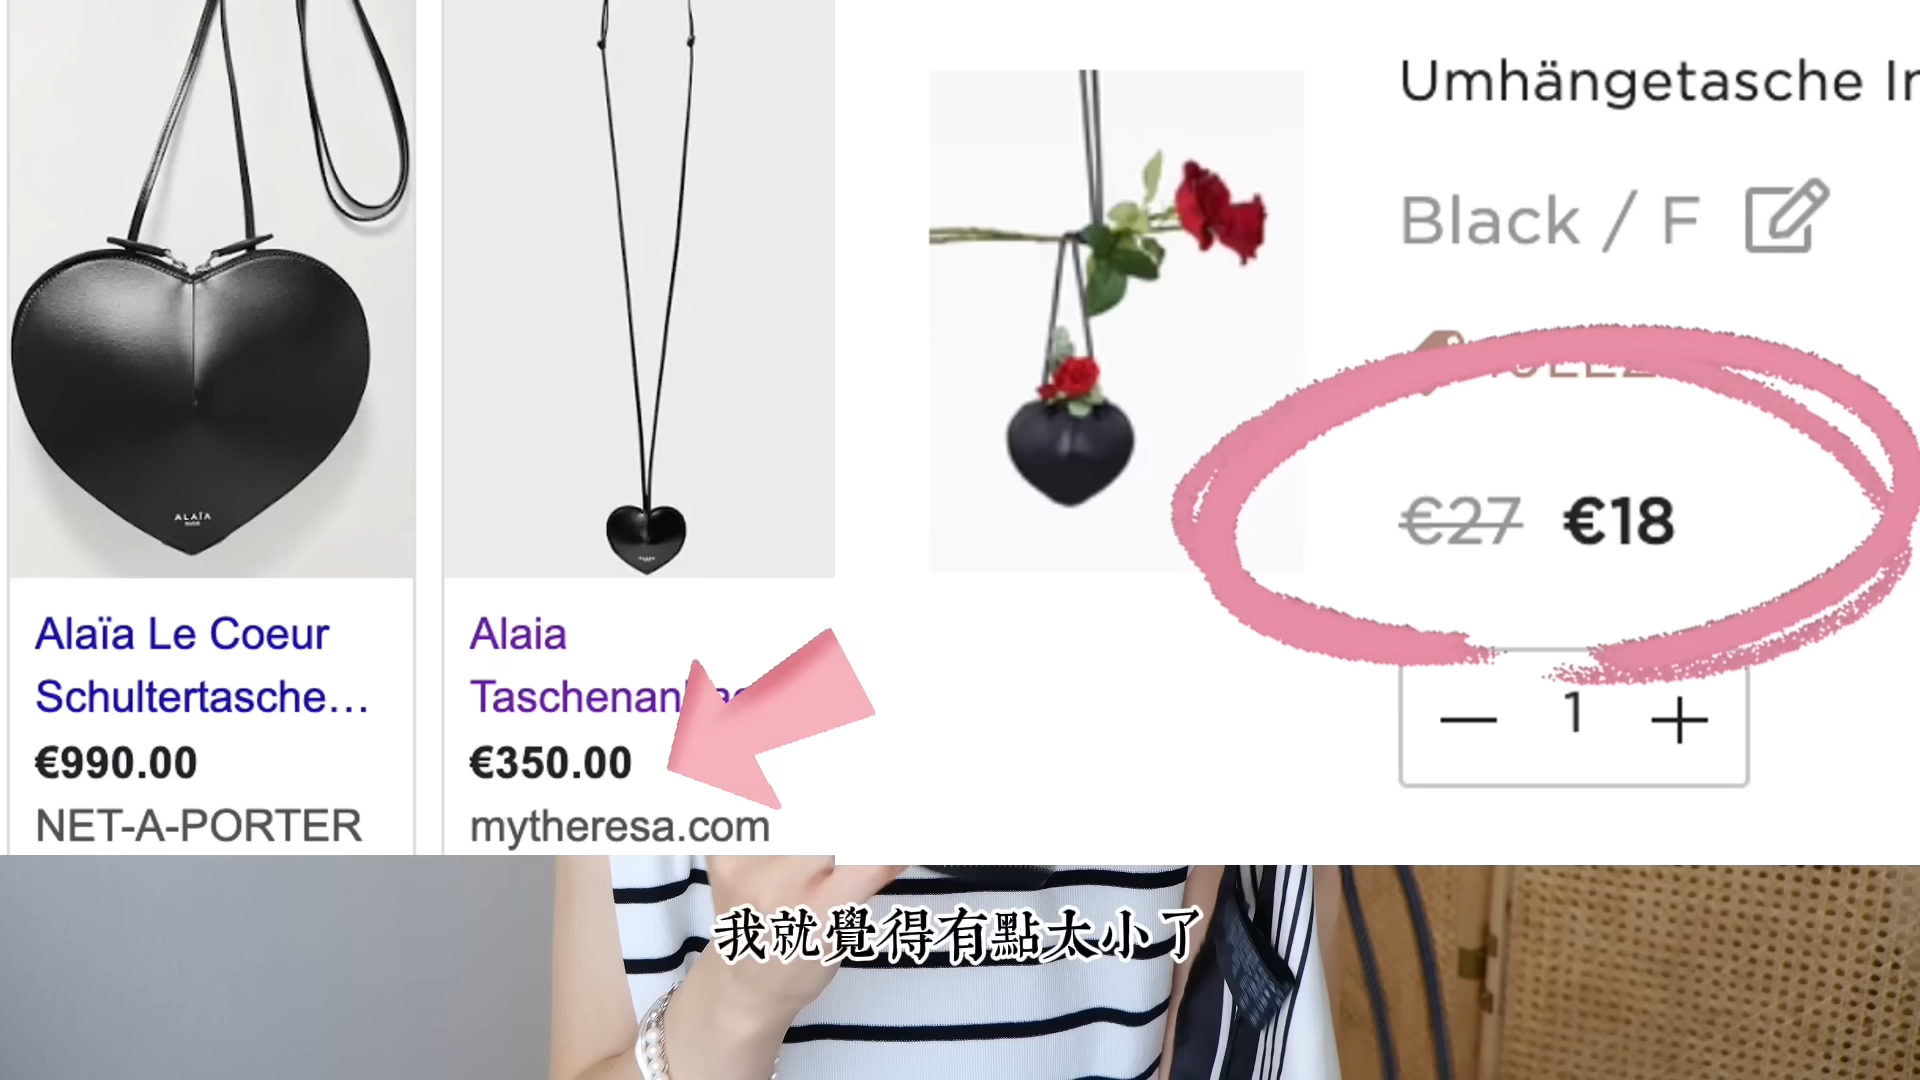 ALAÏA
Alaïa Le Coeur
Schultertasche...
€990.00
NET-A-PORTER
Alaia
€350.00
mytheresa.com
Umhängetasche
Black / F
€27 €18
1
我就覺得有點太小了